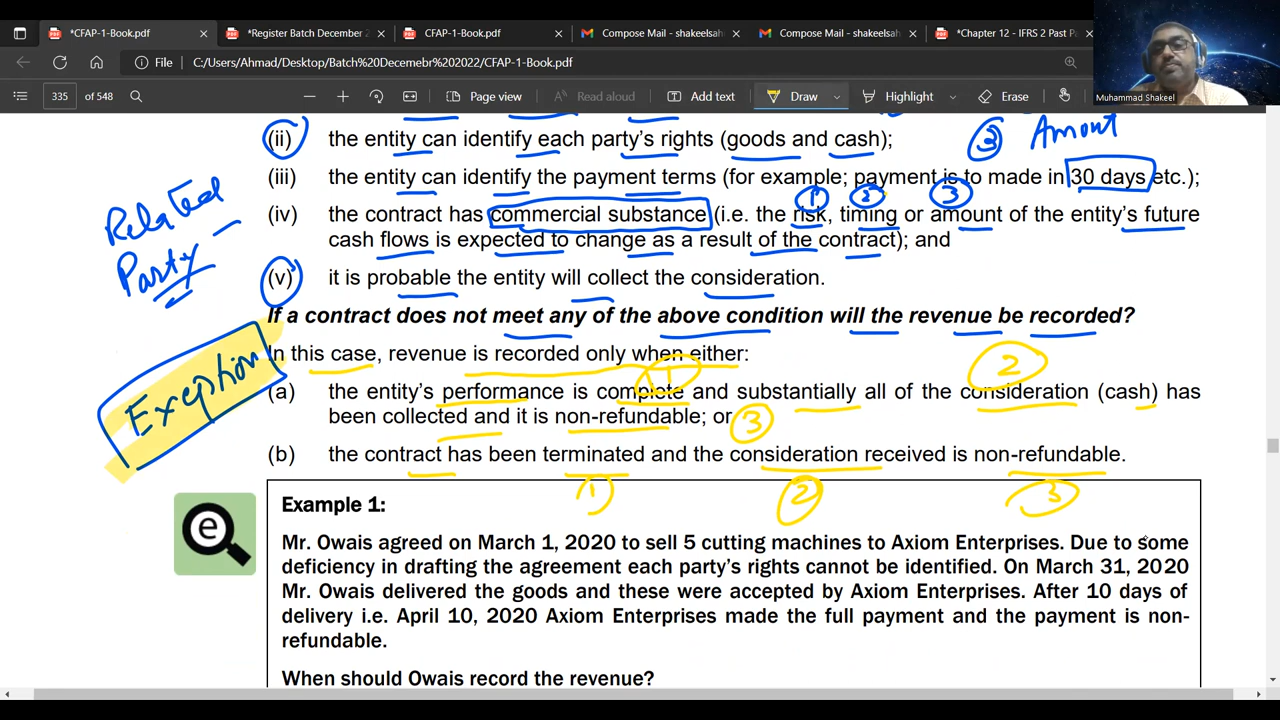 *CFAP-1-Book.pdf
*Register Batch December 2
CFAP-1-Book.pdf
Compose Mail - shakeelsah
Compose Mail - shakeelsah
*Chapter 12 - IFRS 2 Past Pa
File
C:/Users/Ahmad/Desktop/Batch%20Decemebr%202022/CFAP-1-Book.pdf
335 of 548
Page view
Read aloud
Add text
Draw
Highlight
Erase
Muhammad Shakeel
(ii) the entity can identify each party's rights (goods and cash);
③ Amount
(iii) the entity can identify the payment terms (for example; payment is to made in 30 days etc.);
Related
Party
1 2 3
(iv) the contract has commercial substance (i.e. the risk, timing or amount of the entity's future
cash flows is expected to change as a result of the contract); and
(v) it is probable the entity will collect the consideration.
If a contract does not meet any of the above condition will the revenue be recorded?
Exception
In this case, revenue is recorded only when either:
1 2
(a) the entity's performance is complete and substantially all of the consideration (cash) has
been collected and it is non-refundable; or
3
(b) the contract has been terminated and the consideration received is non-refundable.
1 2 3
Example 1:
Mr. Owais agreed on March 1, 2020 to sell 5 cutting machines to Axiom Enterprises. Due to some
deficiency in drafting the agreement each party's rights cannot be identified. On March 31, 2020
Mr. Owais delivered the goods and these were accepted by Axiom Enterprises. After 10 days of
delivery i.e. April 10, 2020 Axiom Enterprises made the full payment and the payment is non-
refundable.
When should Owais record the revenue?
e